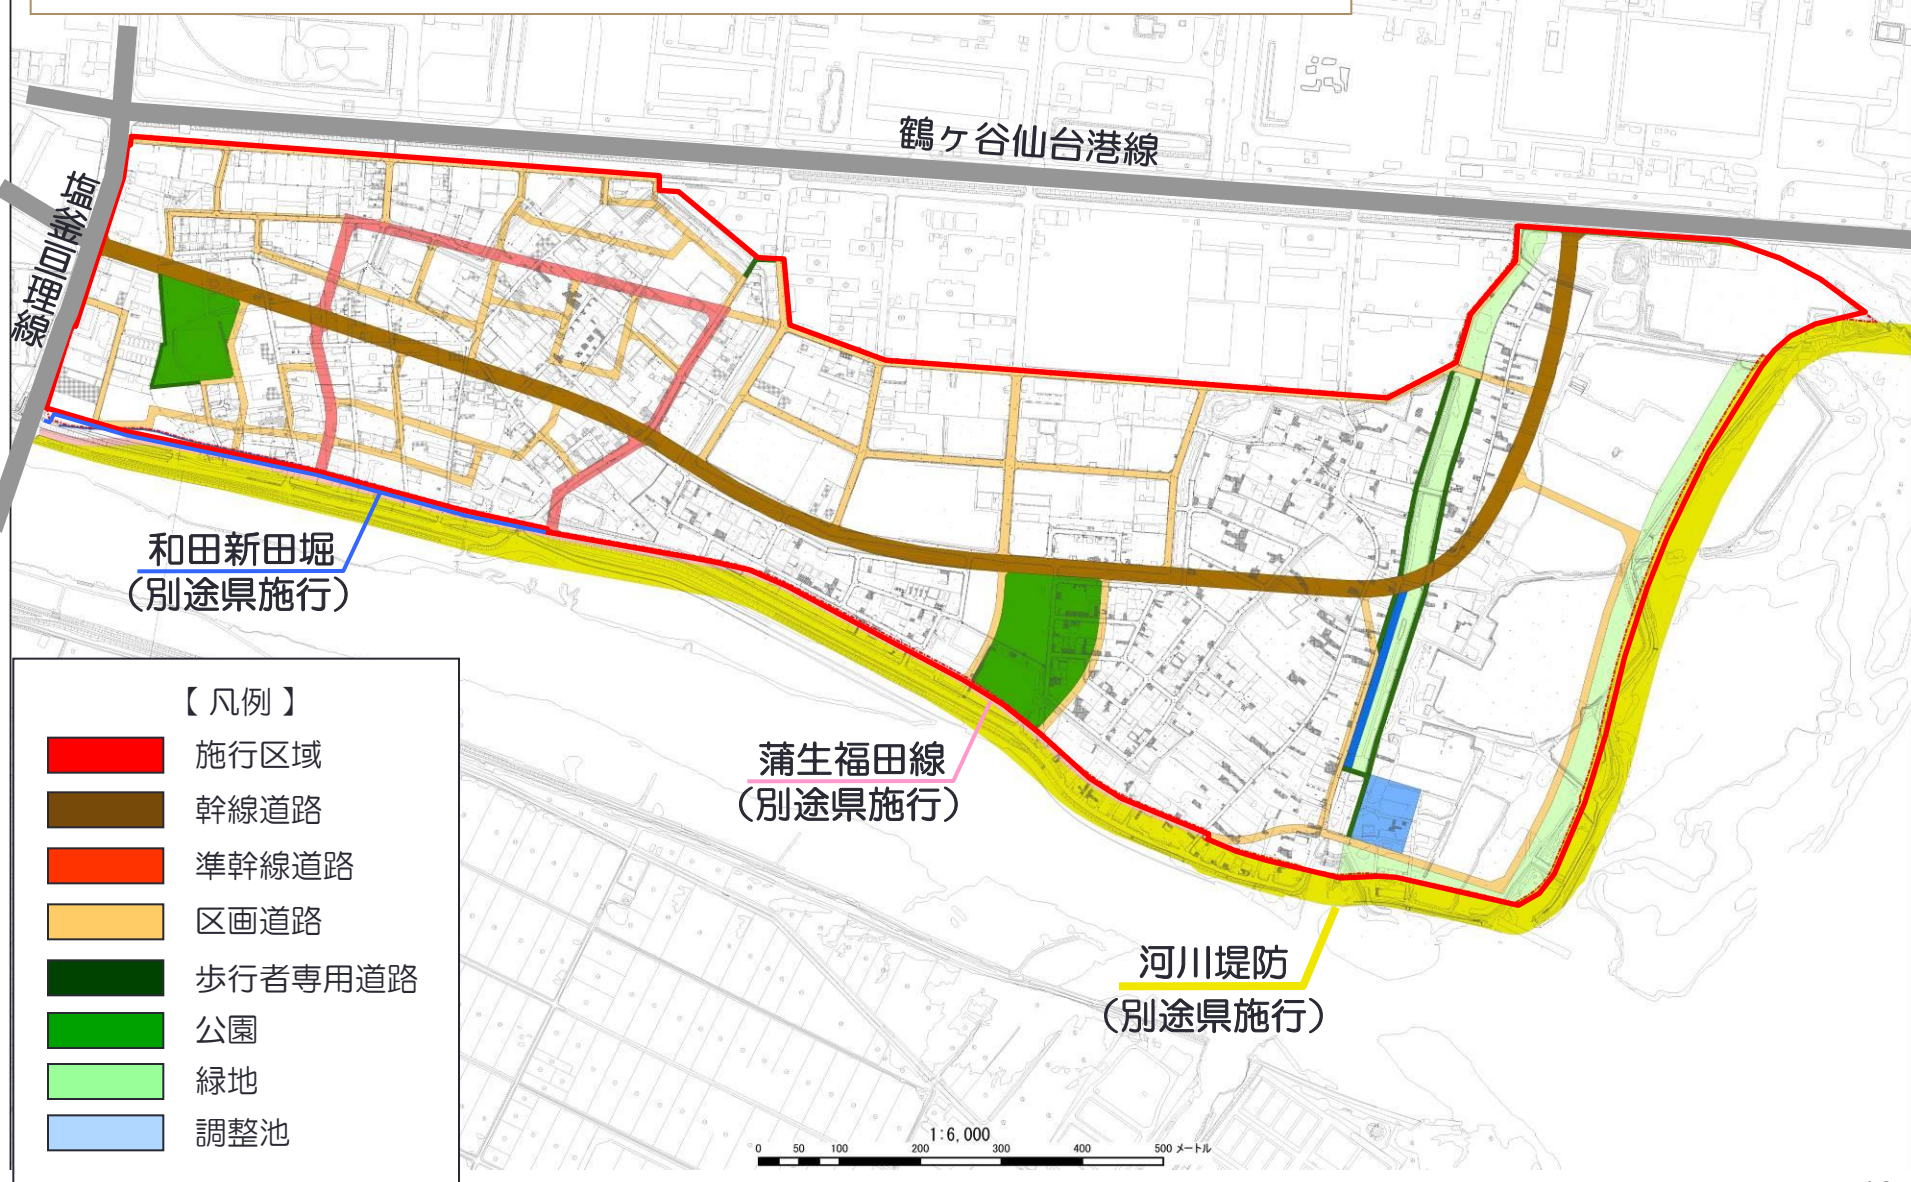 鶴ヶ谷仙台港線
塩釜亘理線
和田新田堀
（別途県施行）
蒲生福田線
（別途県施行）
河川堤防
（別途県施行）
【 凡例 】
施行区域
幹線道路
準幹線道路
区画道路
歩行者専用道路
公園
緑地
調整池
1:6,000
0 50 100 200 300 400 500 メートル